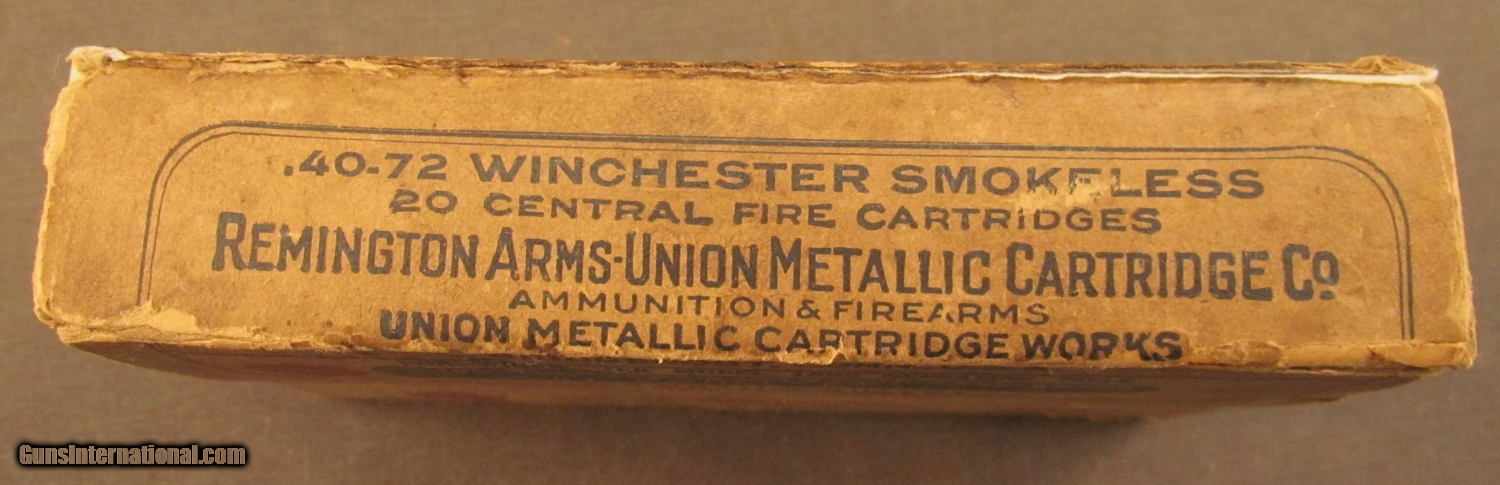 .40-72 WINCHESTER SMOKELESS
20 CENTRAL FIRE CARTRIDGES
REMINGTON ARMS-UNION METALLIC CARTRIDGE CO
AMMUNITION & FIREARMS
UNION METALLIC CARTRIDGE WORKS
GunsInternational.com